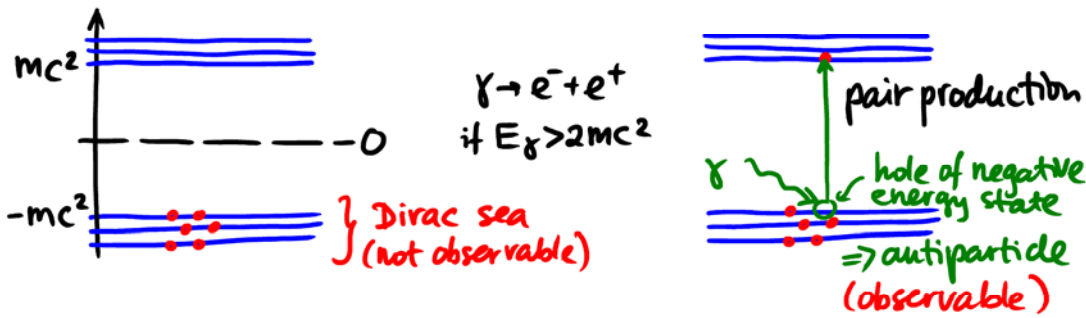 mc²
0
-mc²
} Dirac sea
(not observable)
γ → e⁻ + e⁺
if Eγ > 2mc²
pair production
γ
hole of negative
energy state
⇒ antiparticle
(observable)